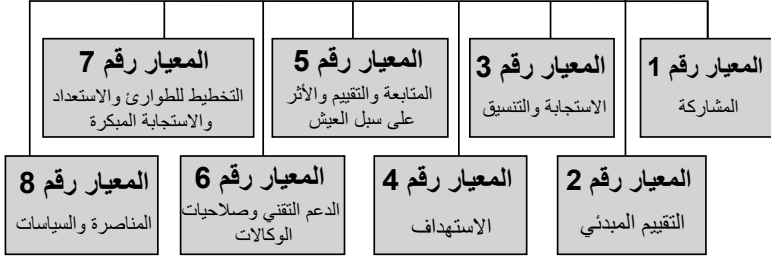 المعيار رقم 1
المشاركة
المعيار رقم 2
التقييم المبدئي
المعيار رقم 3
الاستجابة والتنسيق
المعيار رقم 4
الاستهداف
المعيار رقم 5
المتابعة والتقييم والأثر
على سبل العيش
المعيار رقم 6
الدعم التقني وصلاحيات
الوكالات
المعيار رقم 7
التخطيط للطوارئ والاستعداد
والاستجابة المبكرة
المعيار رقم 8
المناصرة والسياسات